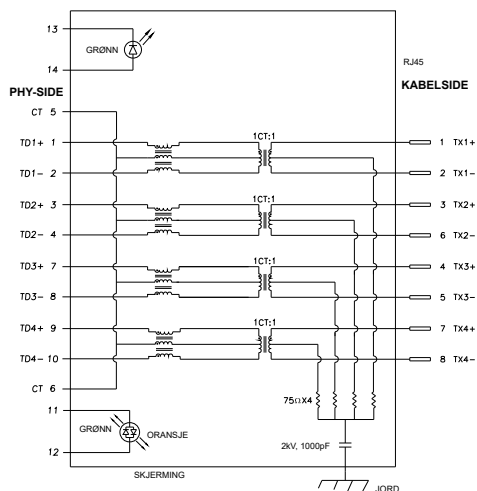 13
GRØNN
14
RJ45
PHY-SIDE
KABELSIDE
CT 5
1CT:1
TD1+ 1
1 TX1+
TD1- 2
2 TX1-
1CT:1
TD2+ 3
3 TX2+
TD2- 4
6 TX2-
1CT:1
TD3+ 7
4 TX3+
TD3- 8
5 TX3-
1CT:1
TD4+ 9
7 TX4+
TD4- 10
8 TX4-
CT 6
75ΩX4
11
GRØNN
ORANSJE
12
2kV, 1000pF
SKJERMING
JORD